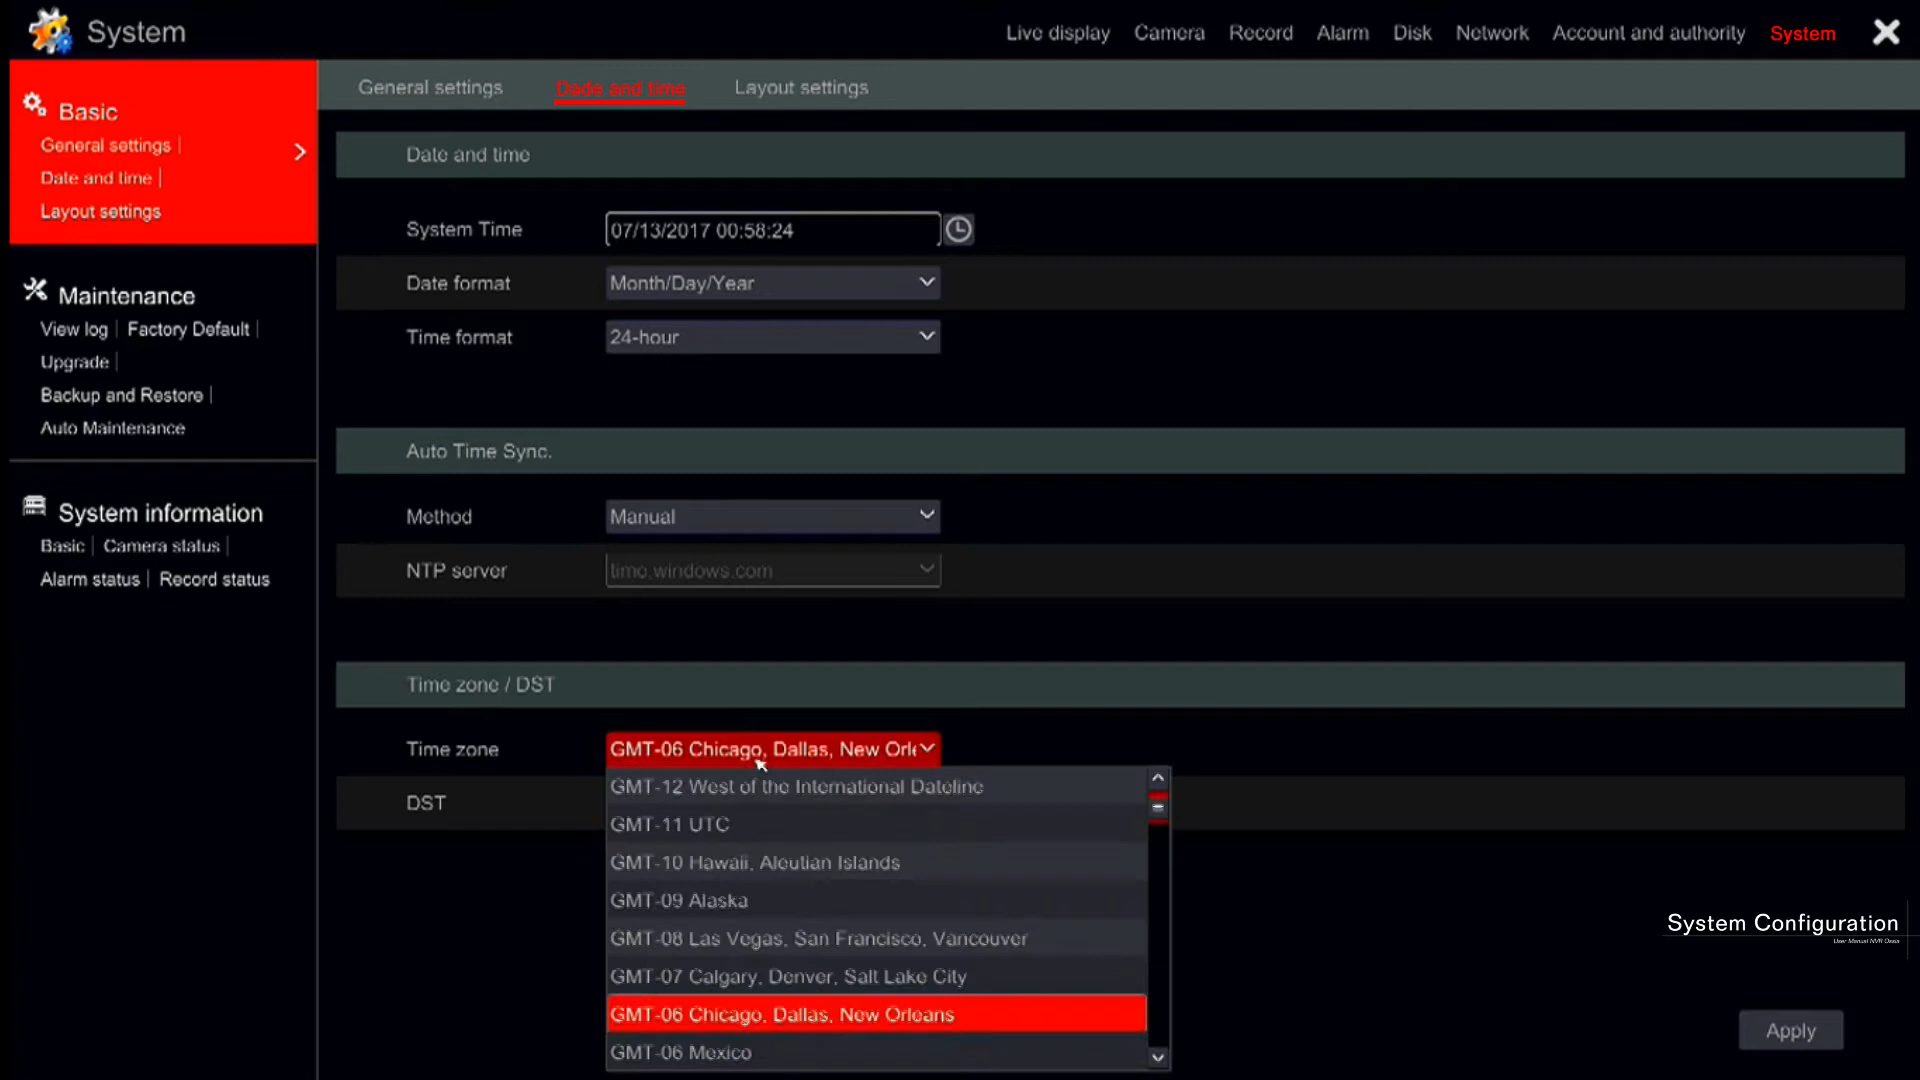 System
Live display Camera Record Alarm Disk Network Account and authority System
Basic
General settings
Date and time
Layout settings
Maintenance
View log | Factory Default |
Upgrade |
Backup and Restore |
Auto Maintenance
System information
Basic | Camera status |
Alarm status | Record status
General settings Dade and time Layout settings
Date and time
System Time 07/13/2017 00:58:24
Date format Month/Day/Year
Time format 24-hour
Auto Time Sync.
Method Manual
NTP server time.windows.com
Time zone / DST
Time zone GMT-06 Chicago, Dallas, New Orle
DST
GMT-12 West of the International Dateline
GMT-11 UTC
GMT-10 Hawaii, Aleutian Islands
GMT-09 Alaska
GMT-08 Las Vegas, San Francisco, Vancouver
GMT-07 Calgary, Denver, Salt Lake City
GMT-06 Chicago, Dallas, New Orleans
GMT-06 Mexico
System Configuration
User Manual NVR Ossia
Apply